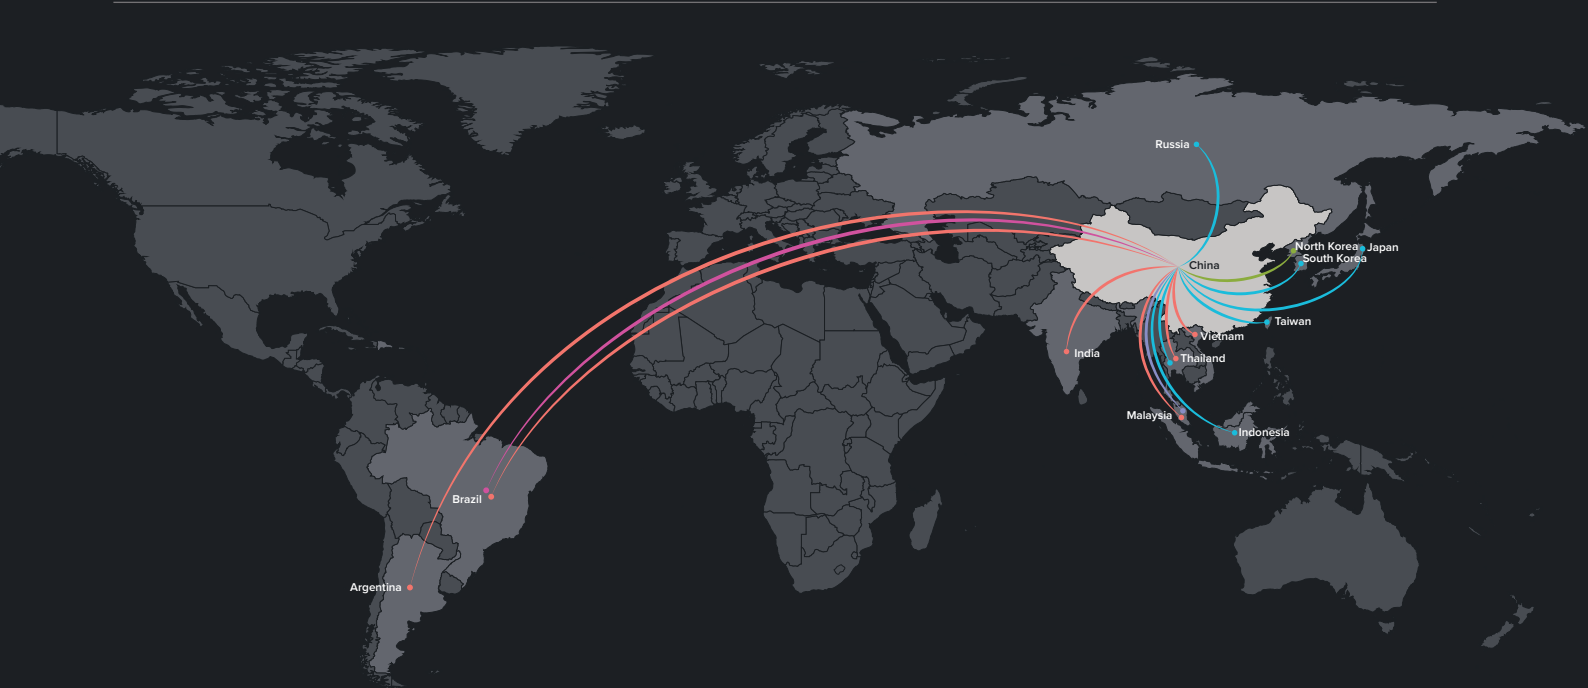 Russia
North Korea
Japan
South Korea
China
Taiwan
Vietnam
India
Thailand
Malaysia
Indonesia
Brazil
Argentina